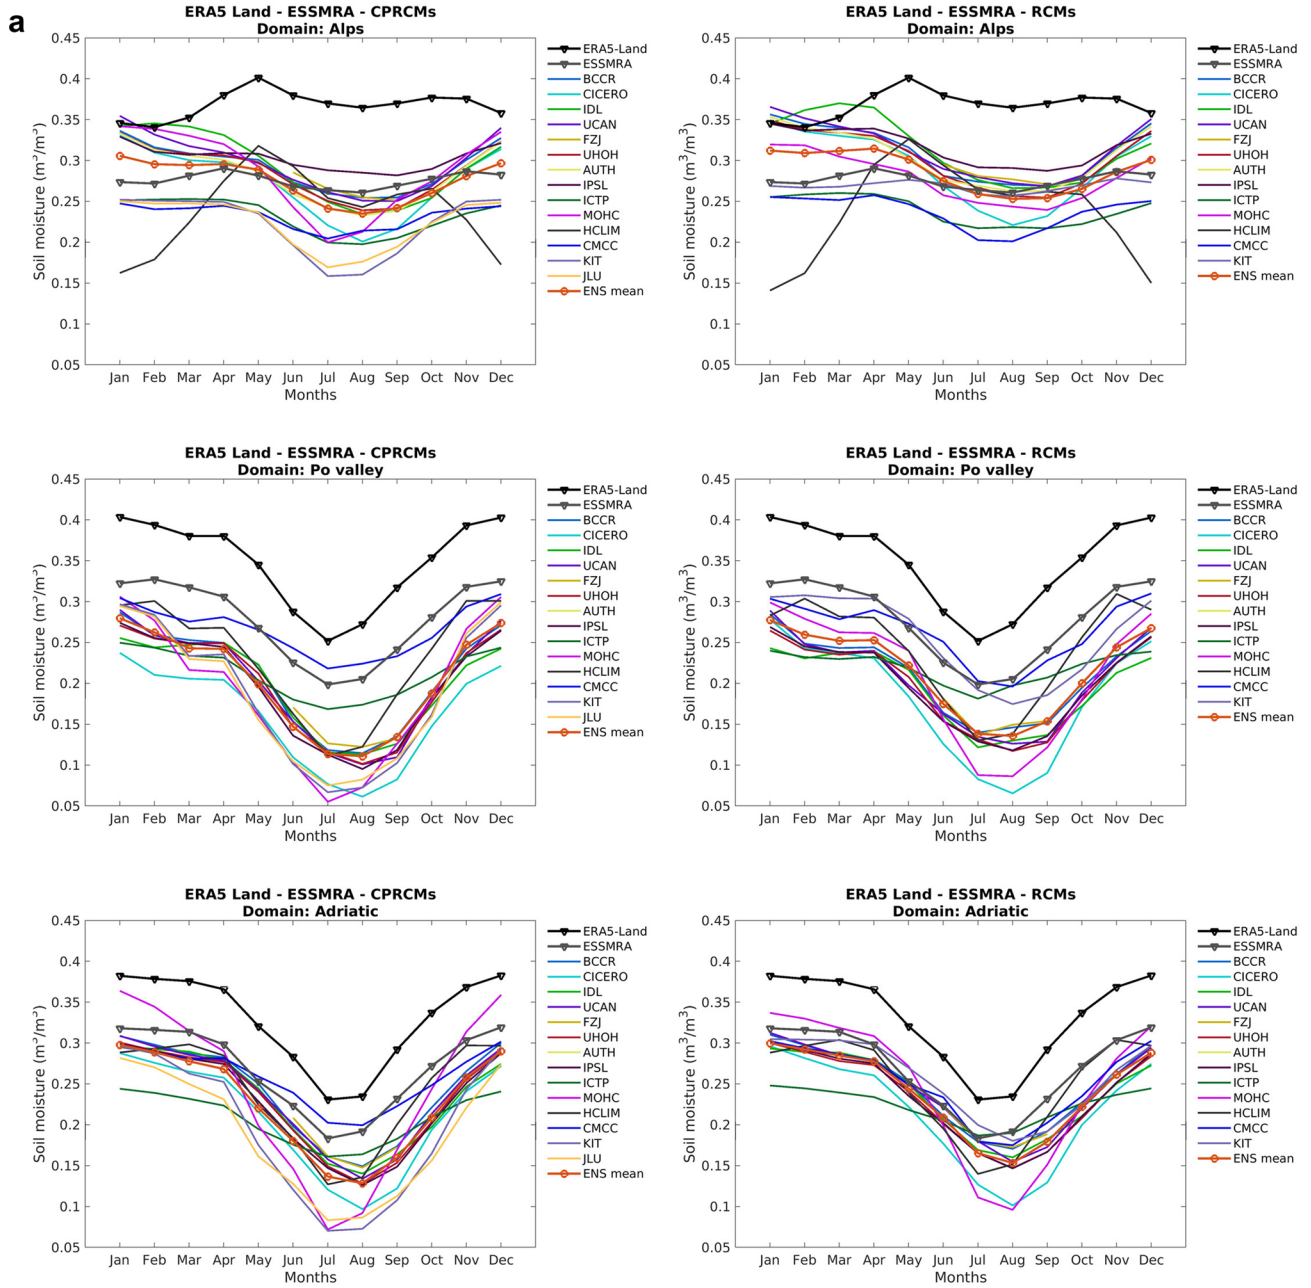 a
ERA5 Land - ESSMRA - CPRCMs
Domain: Alps
Soil moisture (m³/m³)
0.45
0.4
0.35
0.3
0.25
0.2
0.15
0.1
0.05
Jan Feb Mar Apr May Jun Jul Aug Sep Oct Nov Dec
Months
ERA5-Land
ESSMRA
BCCR
CICERO
IDL
UCAN
FZJ
UHOH
AUTH
IPSL
ICTP
MOHC
HCLIM
CMCC
KIT
JLU
ENS mean
ERA5 Land - ESSMRA - RCMs
Domain: Alps
Soil moisture (m³/m³)
0.45
0.4
0.35
0.3
0.25
0.2
0.15
0.1
0.05
Jan Feb Mar Apr May Jun Jul Aug Sep Oct Nov Dec
Months
ERA5-Land
ESSMRA
BCCR
CICERO
IDL
UCAN
FZJ
UHOH
AUTH
IPSL
ICTP
MOHC
HCLIM
CMCC
KIT
ENS mean
ERA5 Land - ESSMRA - CPRCMs
Domain: Po valley
Soil moisture (m³/m³)
0.45
0.4
0.35
0.3
0.25
0.2
0.15
0.1
0.05
Jan Feb Mar Apr May Jun Jul Aug Sep Oct Nov Dec
Months
ERA5-Land
ESSMRA
BCCR
CICERO
IDL
UCAN
FZJ
UHOH
AUTH
IPSL
ICTP
MOHC
HCLIM
CMCC
KIT
JLU
ENS mean
ERA5 Land - ESSMRA - RCMs
Domain: Po valley
Soil moisture (m³/m³)
0.45
0.4
0.35
0.3
0.25
0.2
0.15
0.1
0.05
Jan Feb Mar Apr May Jun Jul Aug Sep Oct Nov Dec
Months
ERA5-Land
ESSMRA
BCCR
CICERO
IDL
UCAN
FZJ
UHOH
AUTH
IPSL
ICTP
MOHC
HCLIM
CMCC
KIT
ENS mean
ERA5 Land - ESSMRA - CPRCMs
Domain: Adriatic
Soil moisture (m³/m³)
0.45
0.4
0.35
0.3
0.25
0.2
0.15
0.1
0.05
Jan Feb Mar Apr May Jun Jul Aug Sep Oct Nov Dec
Months
ERA5-Land
ESSMRA
BCCR
CICERO
IDL
UCAN
FZJ
UHOH
AUTH
IPSL
ICTP
MOHC
HCLIM
CMCC
KIT
JLU
ENS mean
ERA5 Land - ESSMRA - RCMs
Domain: Adriatic
Soil moisture (m³/m³)
0.45
0.4
0.35
0.3
0.25
0.2
0.15
0.1
0.05
Jan Feb Mar Apr May Jun Jul Aug Sep Oct Nov Dec
Months
ERA5-Land
ESSMRA
BCCR
CICERO
IDL
UCAN
FZJ
UHOH
AUTH
IPSL
ICTP
MOHC
HCLIM
CMCC
KIT
ENS mean